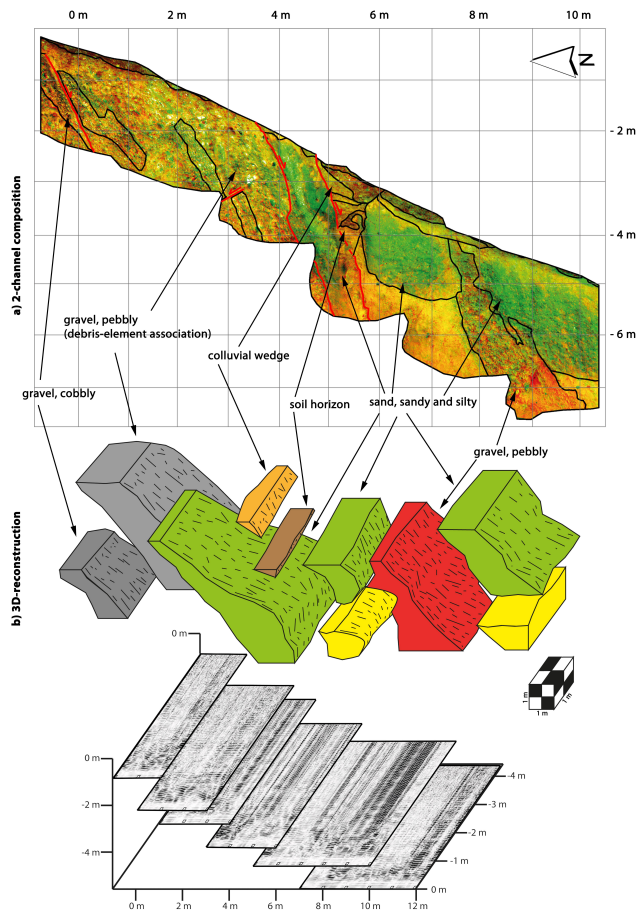 0 m 2 m 4 m 6 m 8 m 10 m
N
- 2 m
- 4 m
- 6 m
a) 2-channel composition
gravel, pebbly
(debris-element association)
colluvial wedge
gravel, cobbly
soil horizon
sand, sandy and silty
gravel, pebbly
b) 3D-reconstruction
0 m
1 m
1 m
1 m
0 m
-2 m
-4 m
-4 m
-3 m
-2 m
-1 m
0 m
0 m 2 m 4 m 6 m 8 m 10 m 12 m